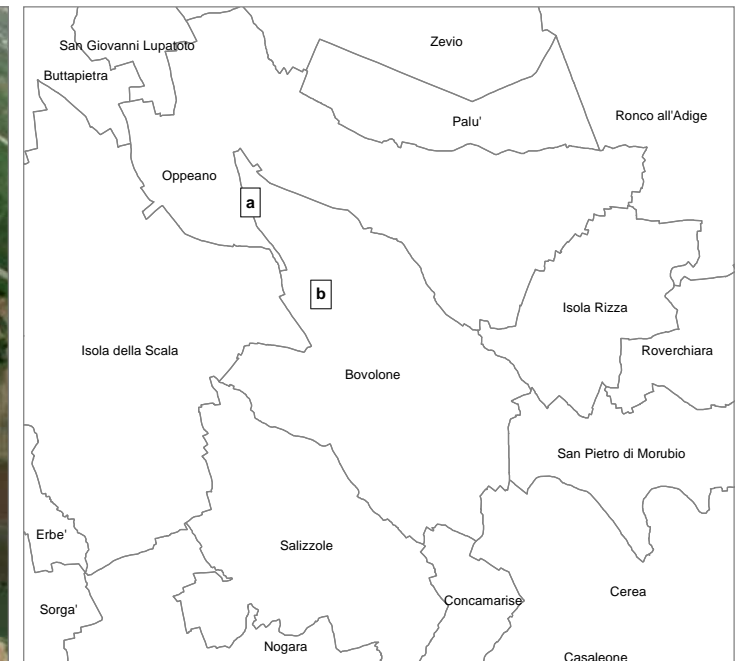 Zevio
San Giovanni Lupatoto
Buttapietra
Ronco all'Adige
Palu'
Oppeano
a
b
Isola Rizza
Isola della Scala
Roverchiara
Bovolone
San Pietro di Morubio
Erbe'
Salizzole
Cerea
Concamarise
Sorga'
Nogara
Casaleone